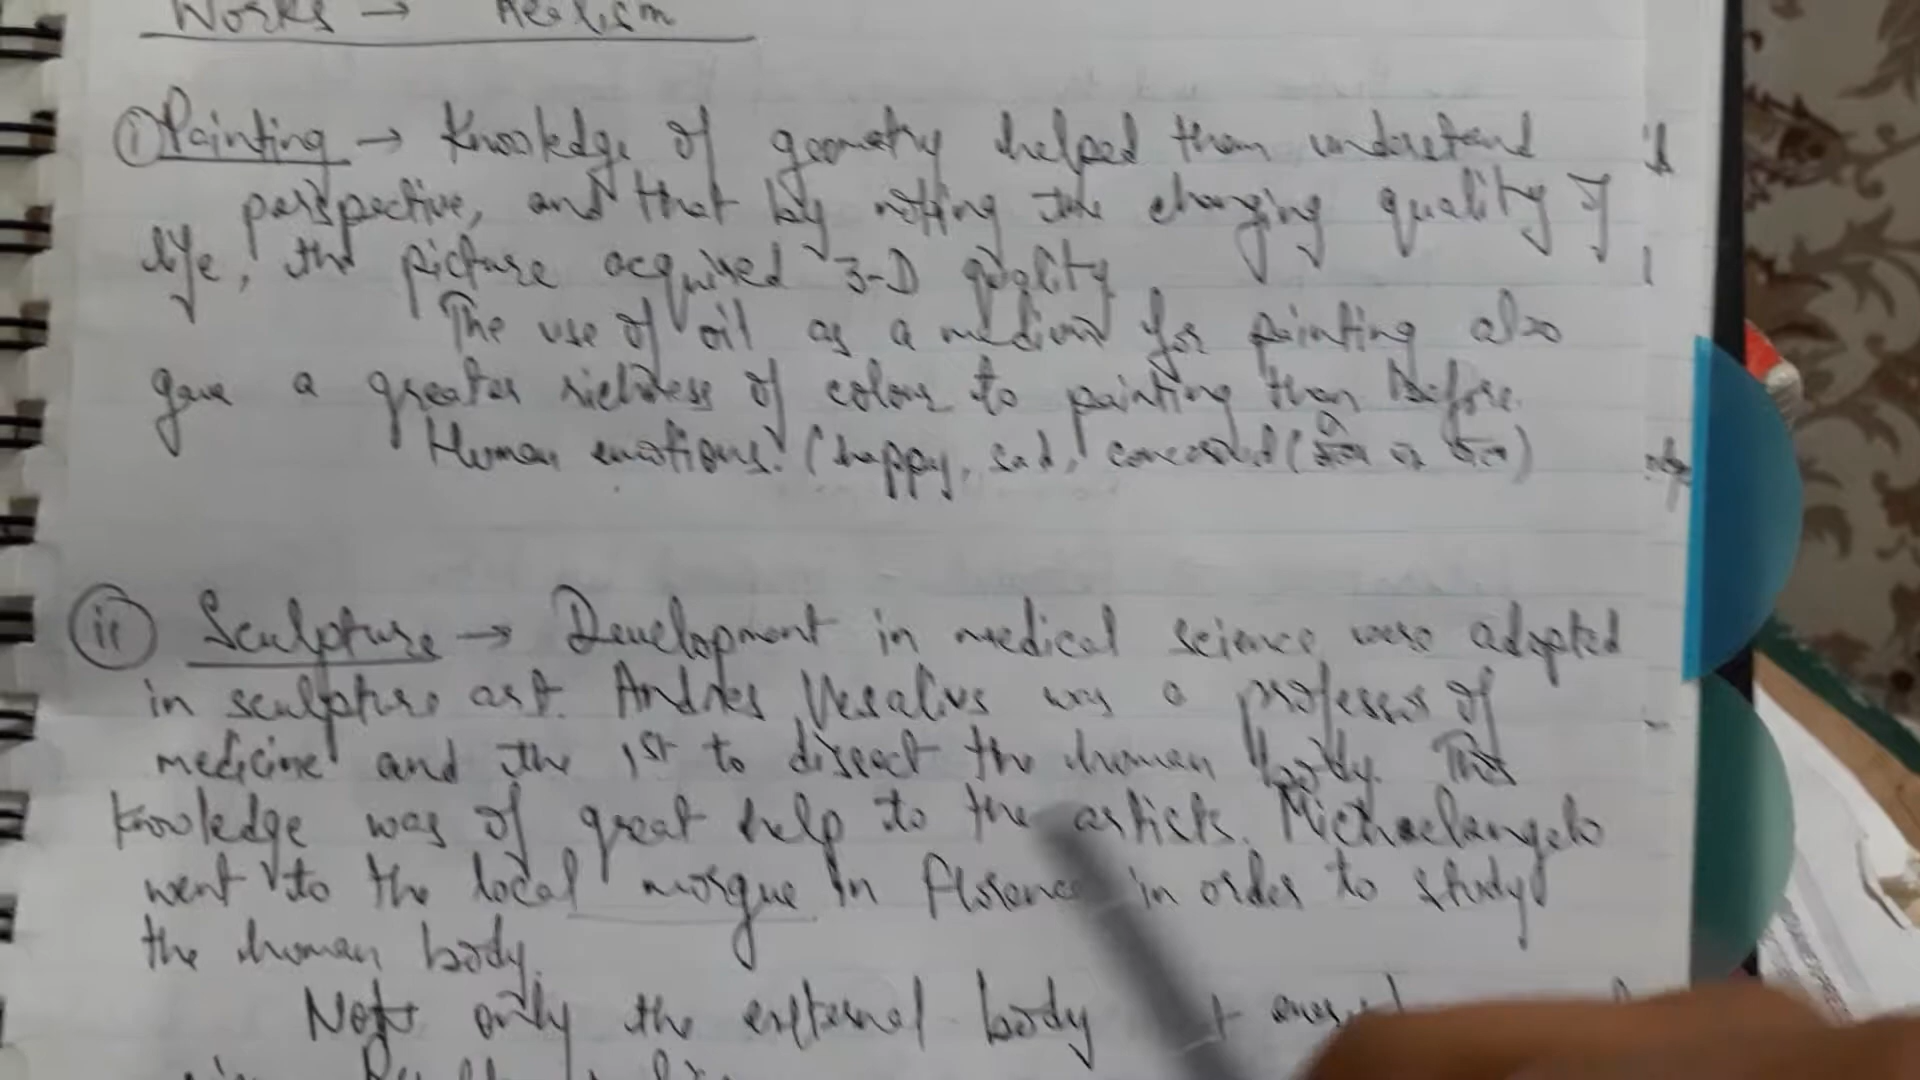 Works → Realism
i) Painting → Knowledge of geometry helped them understand
perspective, and that by noting the changing quality of
life, the picture acquired 3-D quality
The use of oil as a medium for painting also
gave a greater richness of colour to painting than before.
Human emotions. (happy, sad,
ii) Sculpture → Development in medical science were adopted
in sculpture art. Andres Vesalius was a professor of
medicine and the 1st to dissect the human body. This
knowledge was of great help to the artists. Michaelangelo
went to the local morgue in Florence in order to study
the human body.
Not only the external body